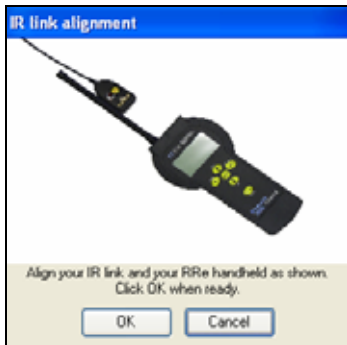 IR link alignment
Align your IR link and your RRe handheld as shown.
Click OK when ready.
OK
Cancel